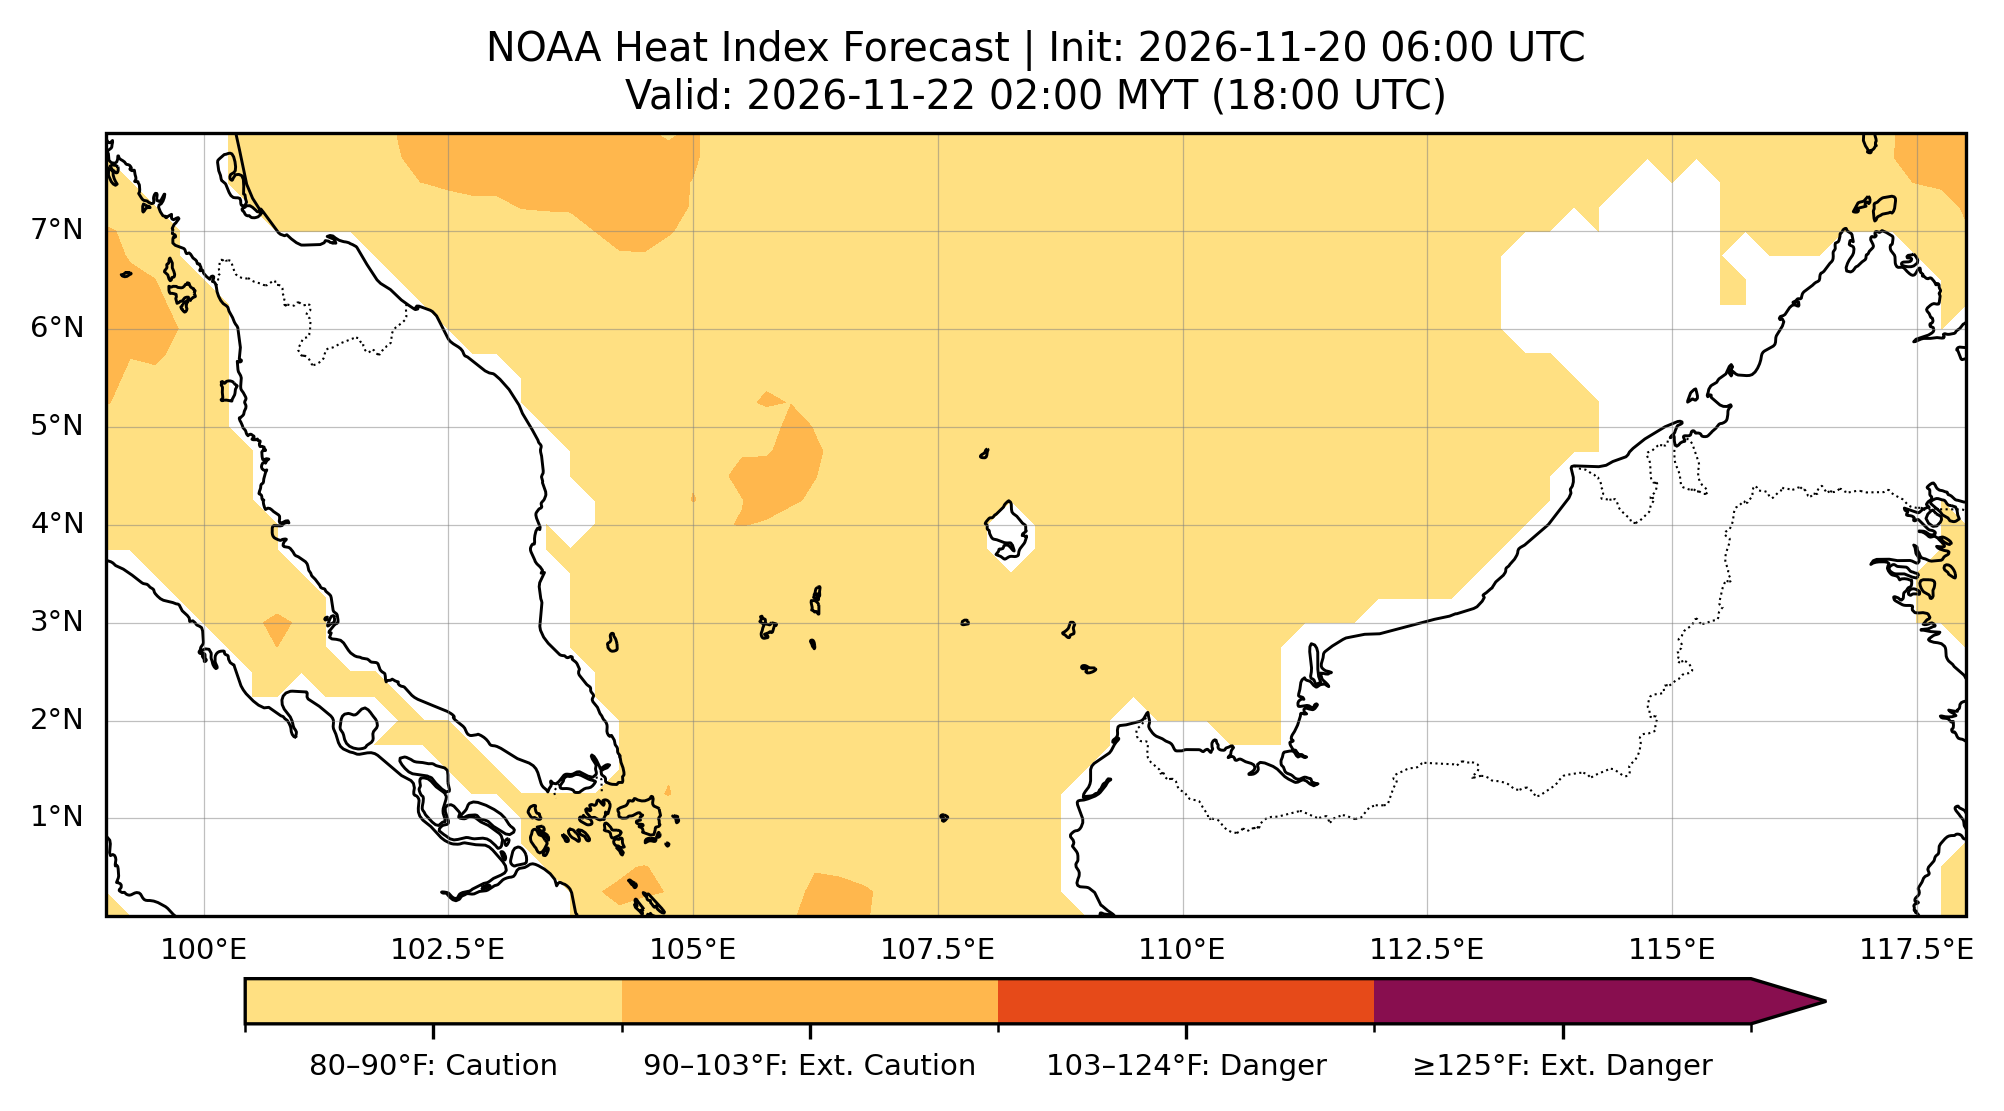 NOAA Heat Index Forecast | Init: 2026-11-20 06:00 UTC
Valid: 2026-11-22 02:00 MYT (18:00 UTC)
7°N
6°N
5°N
4°N
3°N
2°N
1°N
100°E 102.5°E 105°E 107.5°E 110°E 112.5°E 115°E 117.5°E
80–90°F: Caution 90–103°F: Ext. Caution 103–124°F: Danger ≥125°F: Ext. Danger